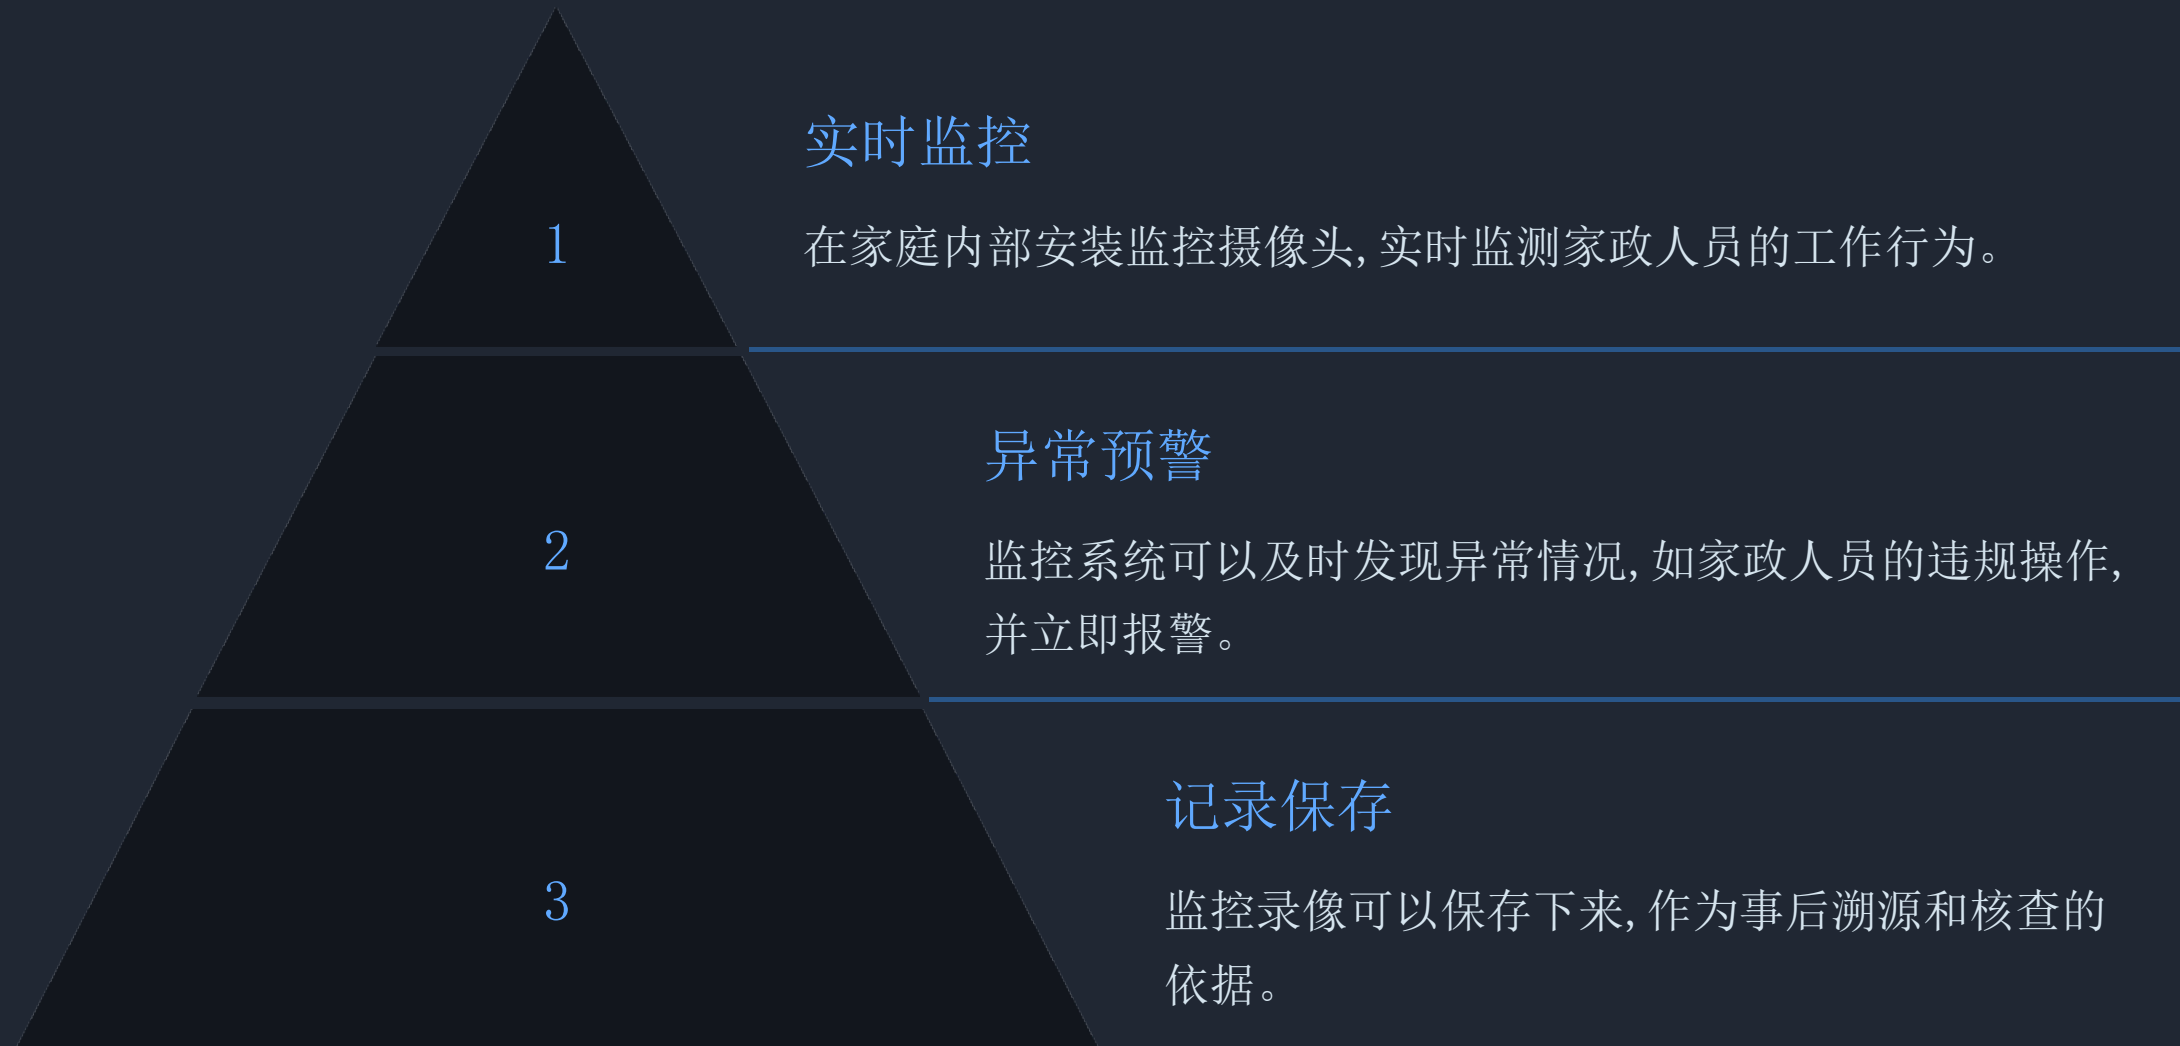 实时监控
1
在家庭内部安装监控摄像头,实时监测家政人员的工作行为。
异常预警
2
监控系统可以及时发现异常情况,如家政人员的违规操作,
并立即报警。
记录保存
3
监控录像可以保存下来,作为事后溯源和核查的
依据。